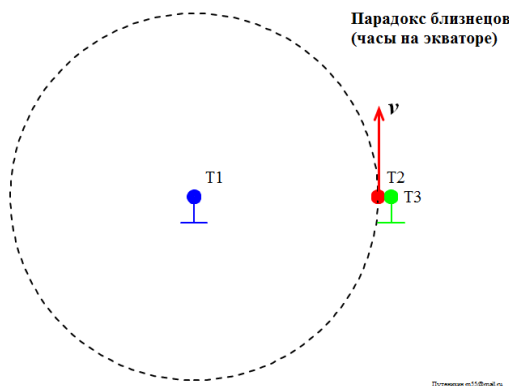 Парадокс близнецов
(часы на экваторе)
v
T1
T2
T3